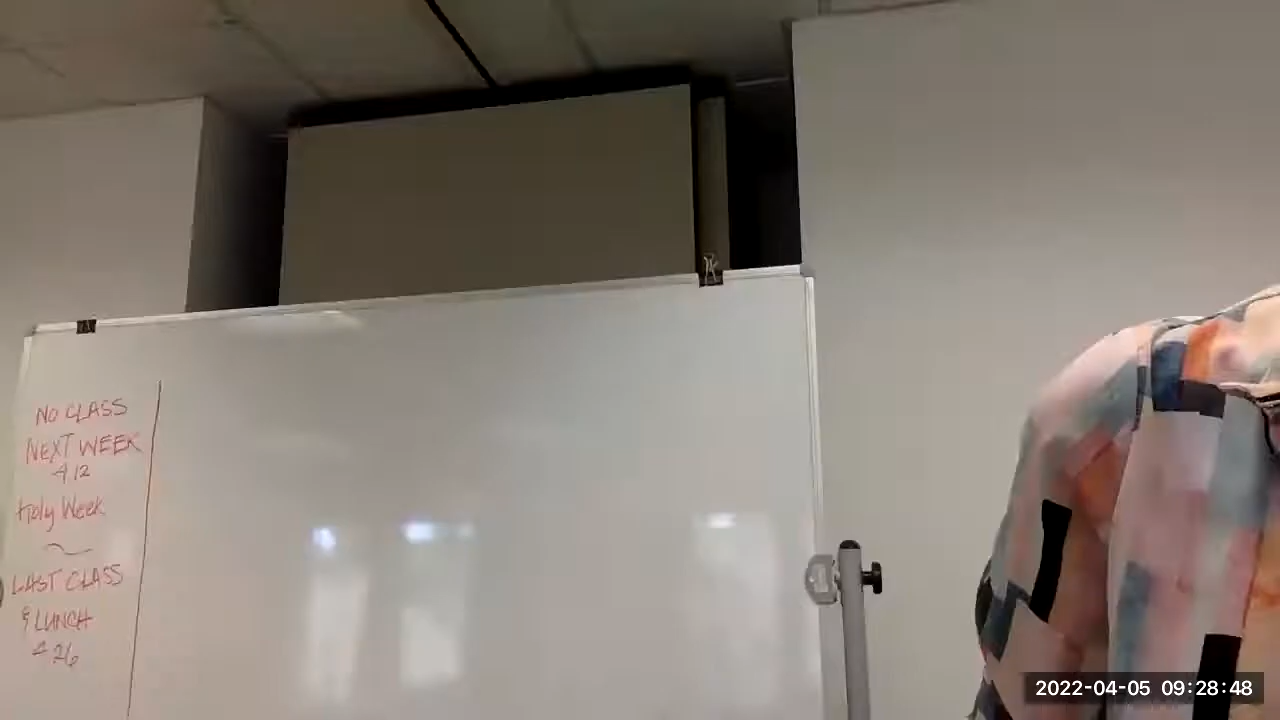 NO CLASS
NEXT WEEK
4/12
Holy Week
LAST CLASS
& LUNCH
4-26
2022-04-05 09:28:48